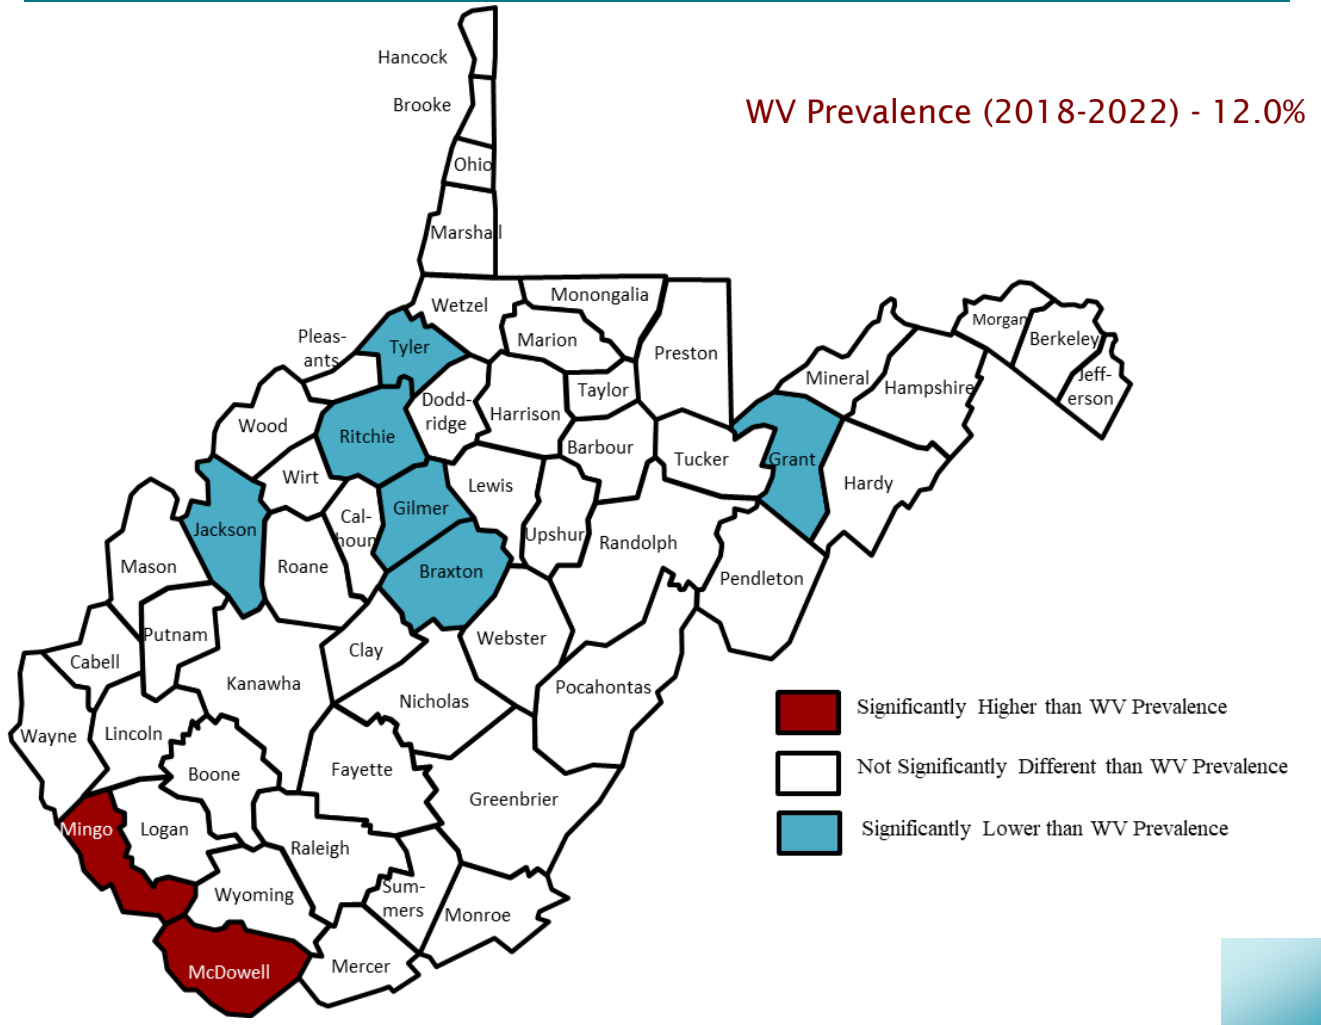 Hancock
Brooke
WV Prevalence (2018-2022) - 12.0%
Ohio
Marshall
Wetzel
Monongalia
Pleas-
ants
Tyler
Marion
Preston
Morgan
Berkeley
Jeff-
erson
Mineral
Hampshire
Taylor
Dodd-
ridge
Harrison
Wood
Ritchie
Barbour
Tucker
Grant
Hardy
Wirt
Lewis
Gilmer
Cal-
houn
Jackson
Upshur
Randolph
Mason
Roane
Braxton
Pendleton
Putnam
Webster
Clay
Cabell
Kanawha
Nicholas
Pocahontas
Significantly Higher than WV Prevalence
Wayne
Lincoln
Boone
Fayette
Not Significantly Different than WV Prevalence
Greenbrier
Mingo
Logan
Significantly Lower than WV Prevalence
Raleigh
Wyoming
Sum-
mers
Monroe
McDowell
Mercer